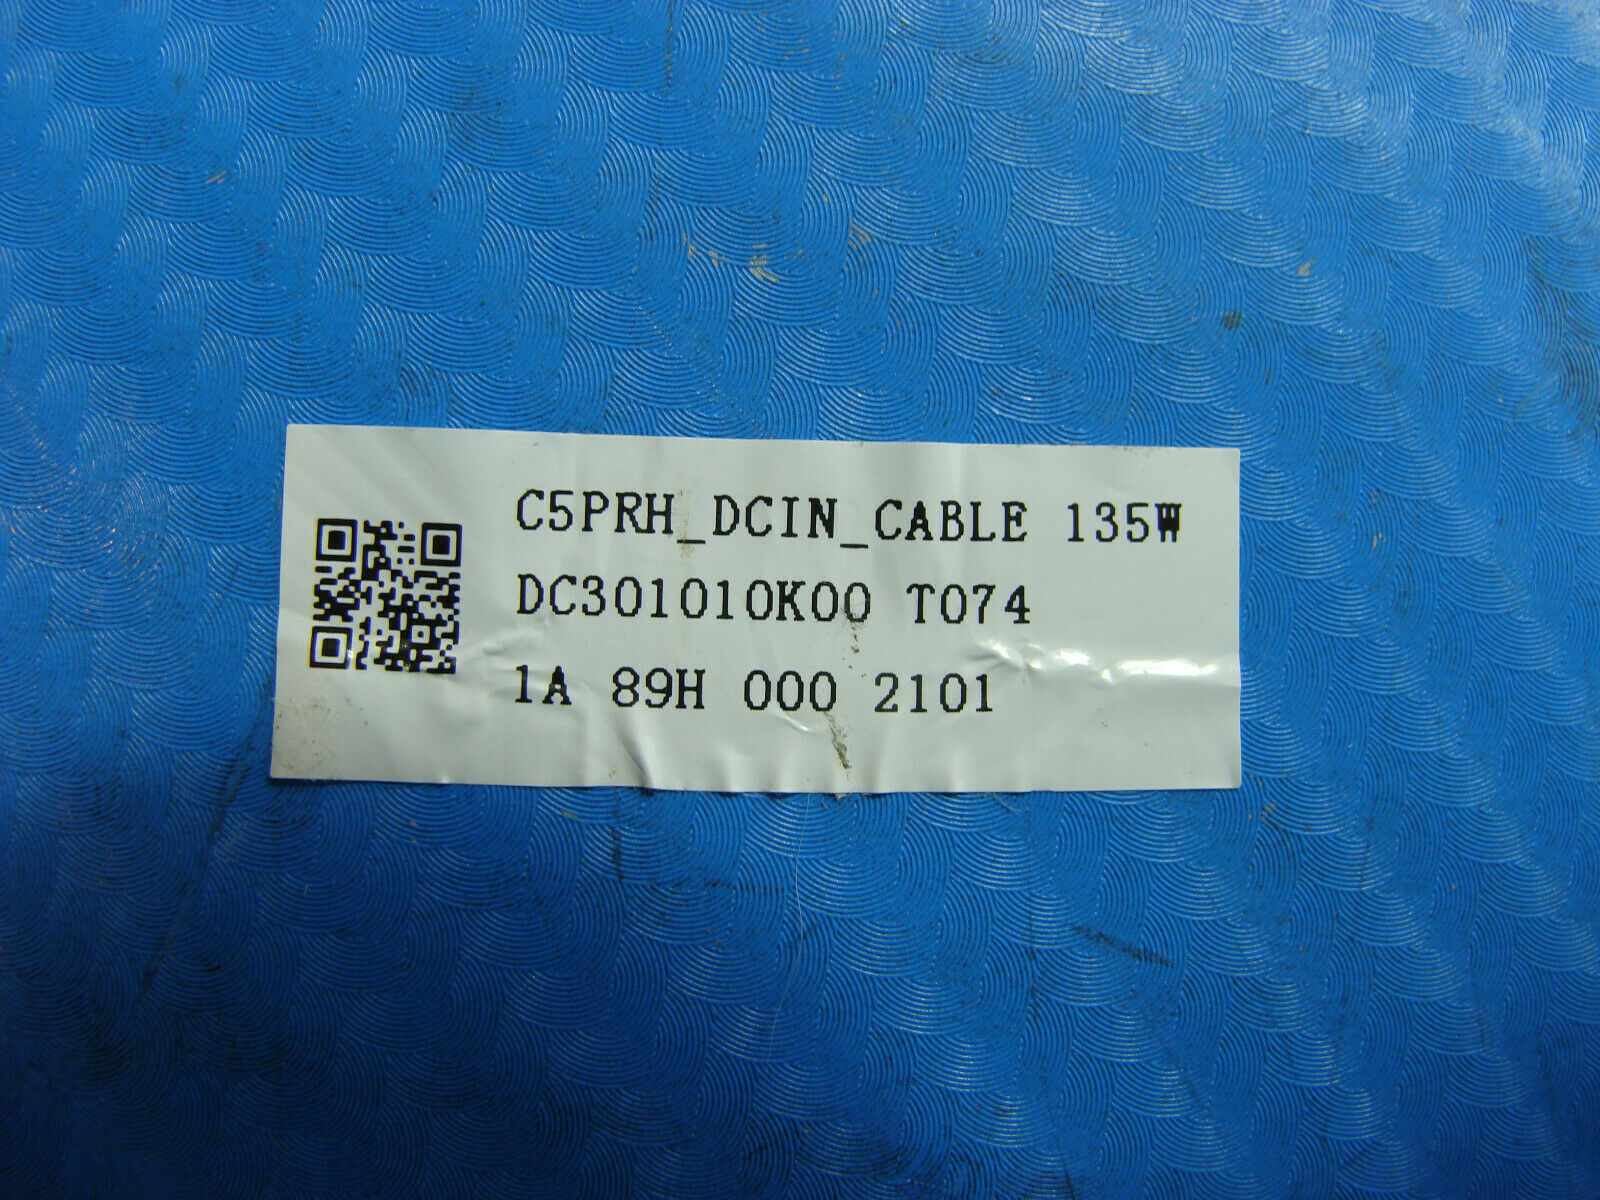 C5PRH_DCIN_CABLE 135W
DC301010K00 T074
1A 89H 000 2101